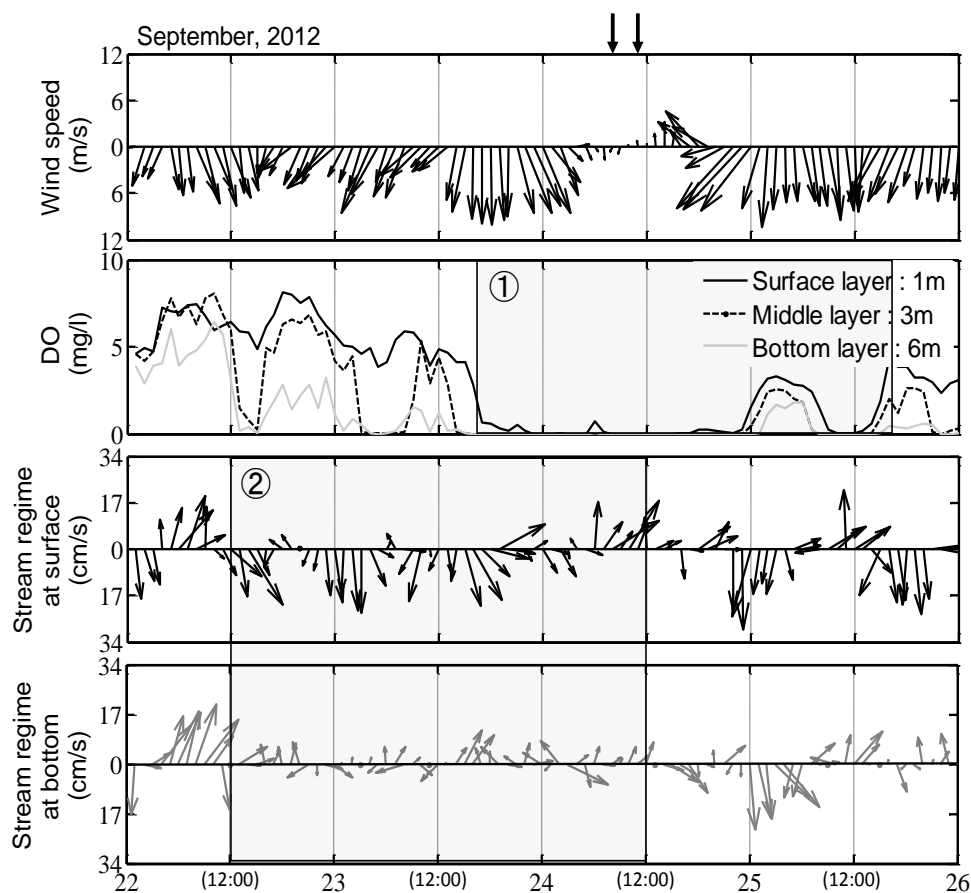 September, 2012
Wind speed
(m/s)
12
6
0
6
12
DO
(mg/l)
10
5
0
①
Surface layer : 1m
Middle layer : 3m
Bottom layer : 6m
Stream regime
at surface
(cm/s)
34
17
0
17
34
②
Stream regime
at bottom
(cm/s)
34
17
0
17
34
22 (12:00) 23 (12:00) 24 (12:00) 25 (12:00) 26